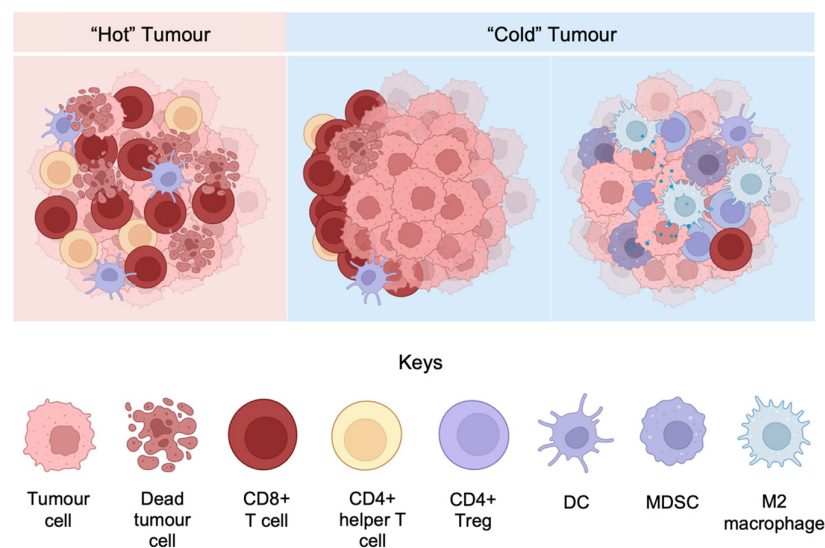 “Hot” Tumour
“Cold” Tumour
Keys
Tumour
cell
Dead
tumour
cell
CD8+
T cell
CD4+
helper T
cell
CD4+
Treg
DC
MDSC
M2
macrophage